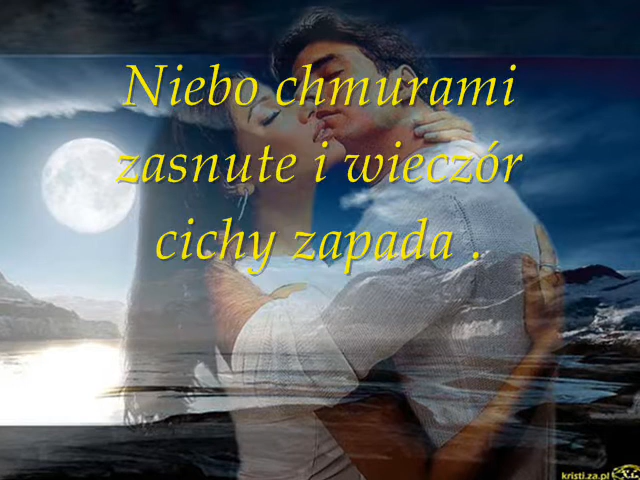 Niebo chmurami
zasnute i wieczór
cichy zapada .
kristi.za.pl